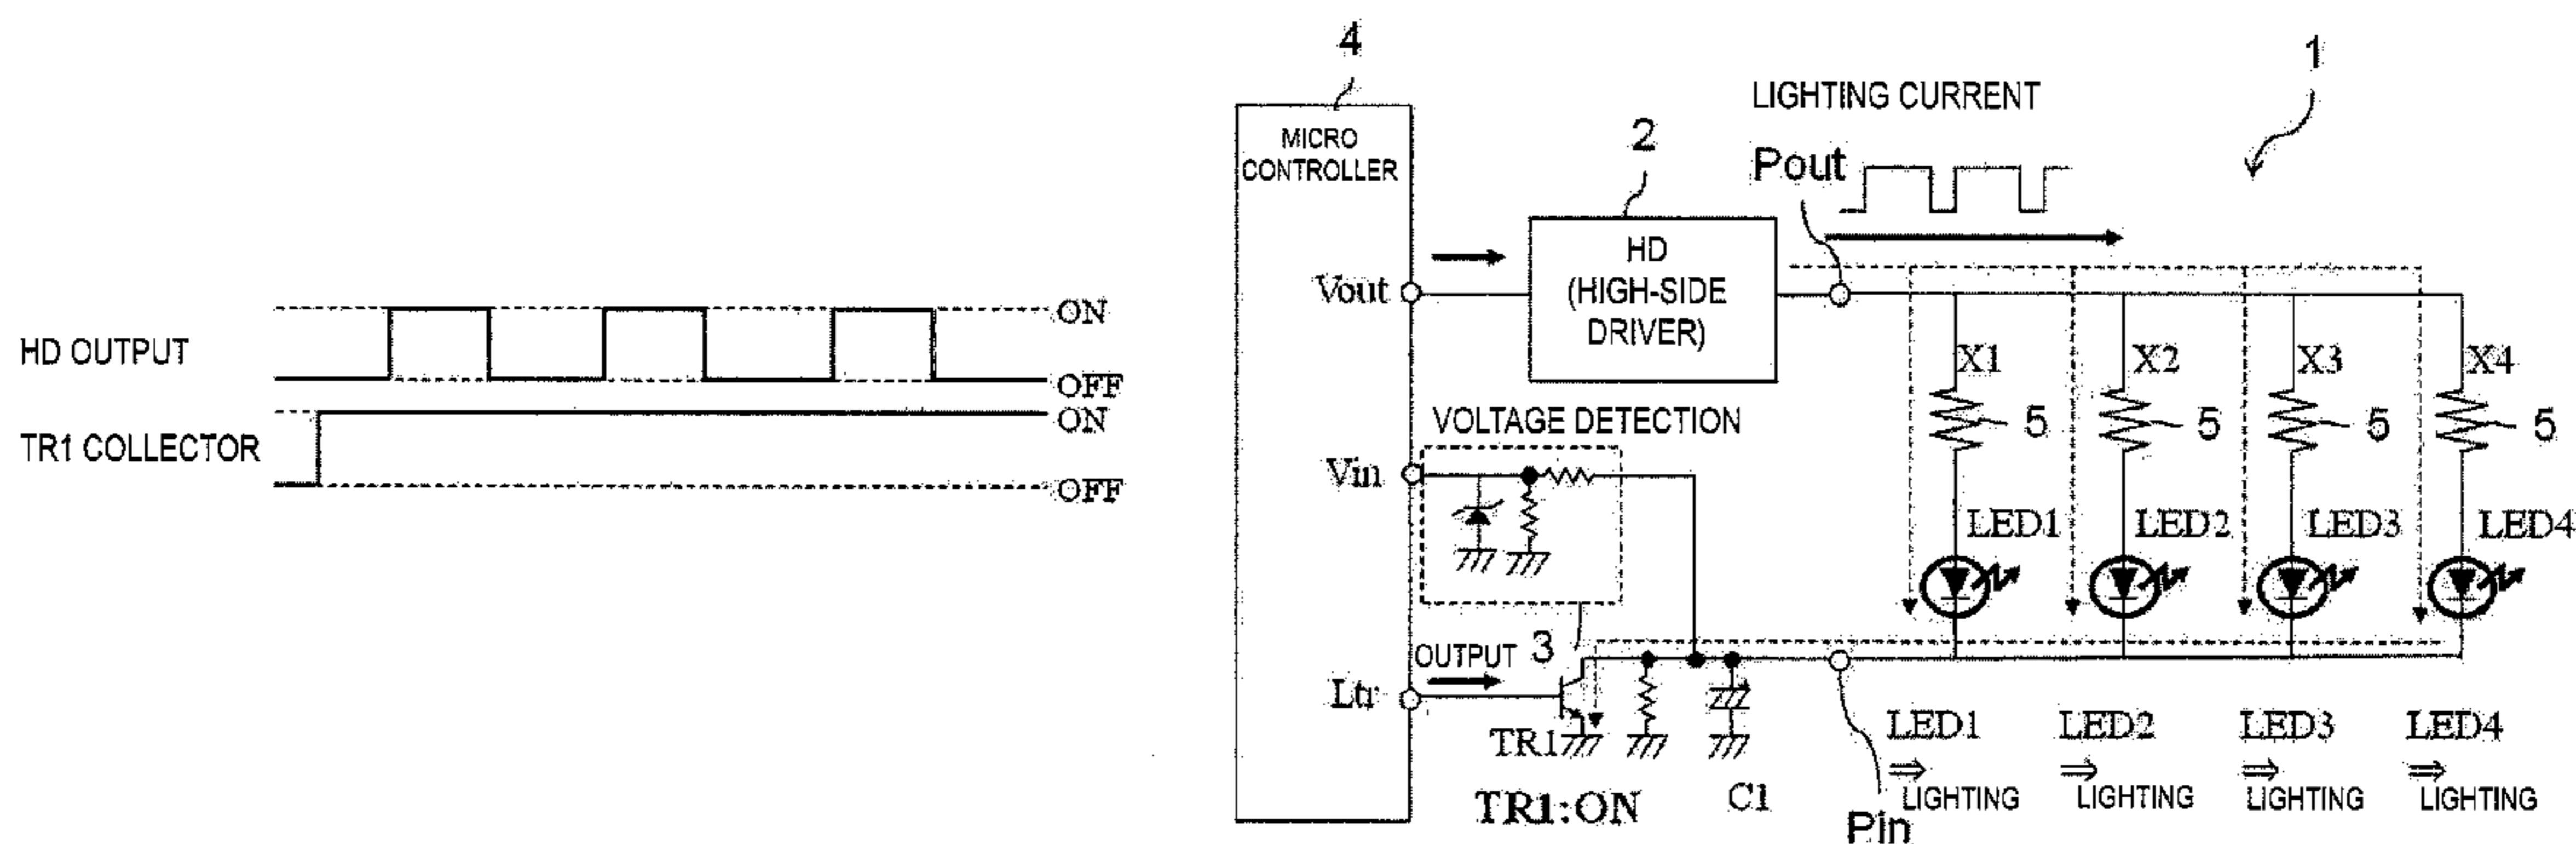 HD OUTPUT
ON
OFF
TR1 COLLECTOR
ON
OFF
4
MICRO
CONTROLLER
Vout
Vin
Ltr
2
HD
(HIGH-SIDE
DRIVER)
LIGHTING CURRENT
Pout
1
VOLTAGE DETECTION
OUTPUT
3
TR1
TR1:ON
C1
Pin
X1
X2
X3
X4
5
5
5
5
LED1
LED2
LED3
LED4
LED1
⇒ LIGHTING
LED2
⇒ LIGHTING
LED3
⇒ LIGHTING
LED4
⇒ LIGHTING